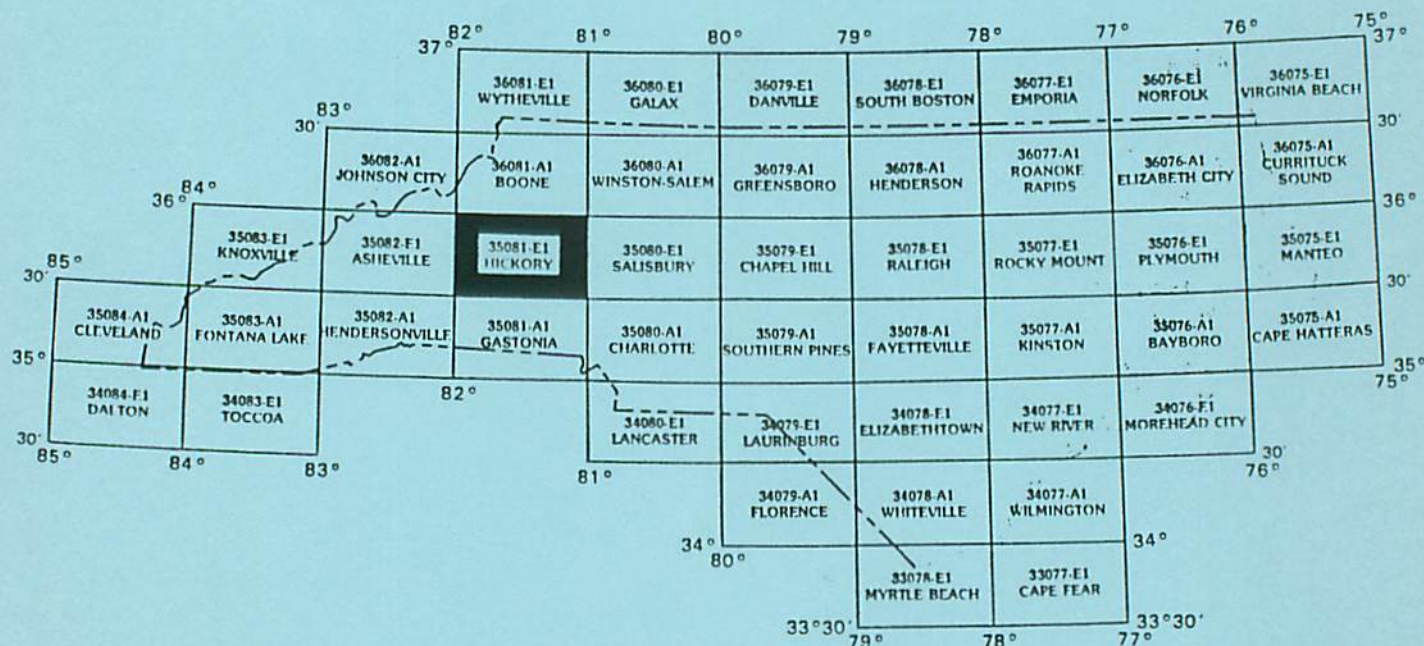 82° 81° 80° 79° 78° 77° 76° 75°
37° 37°
36081-E1 36080-E1 36079-E1 36078-E1 36077-E1 36076-E1 36075-E1
WYTHEVILLE GALAX DANVILLE SOUTH BOSTON EMPORIA NORFOLK VIRGINIA BEACH
83°
30' 30'
36082-A1 36081-A1 36080-A1 36079-A1 36078-A1 36077-A1 36076-A1 36075-A1
JOHNSON CITY BOONE WINSTON-SALEM GREENSBORO HENDERSON ROANOKE RAPIDS ELIZABETH CITY CURRITUCK SOUND
84°
36° 36°
35083-E1 35082-E1 35081-E1 35080-E1 35079-E1 35078-E1 35077-E1 35076-E1 35075-E1
KNOXVILLE ASHEVILLE HICKORY SALISBURY CHAPEL HILL RALEIGH ROCKY MOUNT PLYMOUTH MANTEO
85°
30' 30'
35084-A1 35083-A1 35082-A1 35081-A1 35080-A1 35079-A1 35078-A1 35077-A1 35076-A1 35075-A1
CLEVELAND FONTANA LAKE HENDERSONVILLE GASTONIA CHARLOTTE SOUTHERN PINES FAYETTEVILLE KINSTON BAYBORO CAPE HATTERAS
35° 35°
82° 75°
34084-E1 34083-E1 34080-E1 34079-E1 34078-E1 34077-E1 34076-E1
DALTON TOCCOA LANCASTER LAURINBURG ELIZABETHTOWN NEW RIVER MOREHEAD CITY
30' 30'
85° 84° 83° 81° 76°
34079-A1 34078-A1 34077-A1
FLORENCE WHITEVILLE WILMINGTON
34° 34°
80°
33078-E1 33077-E1
MYRTLE BEACH CAPE FEAR
33°30' 33°30'
79° 78° 77°